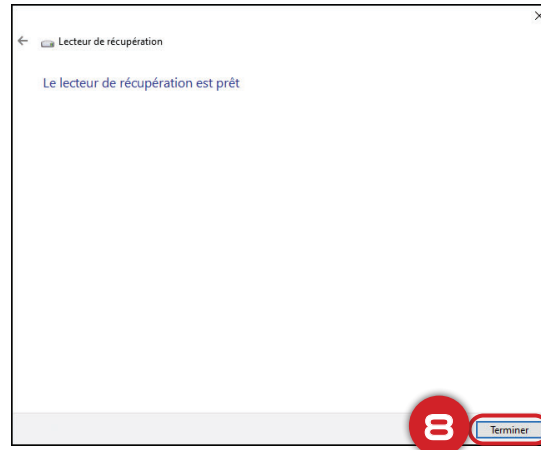 Lecteur de récupération
Le lecteur de récupération est prêt
8
Terminer